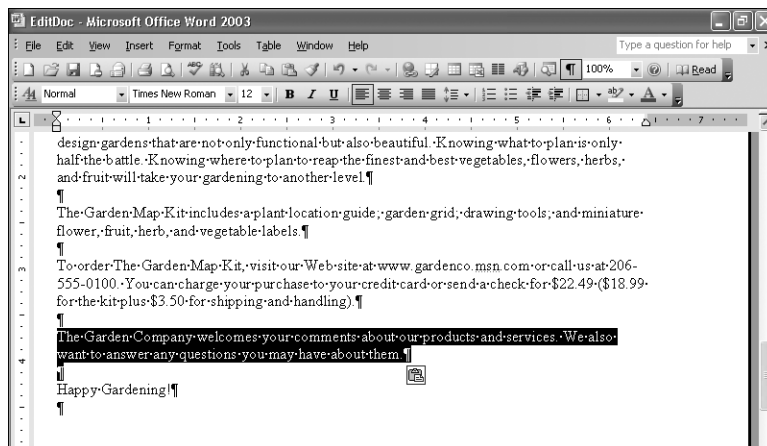 EditDoc - Microsoft Office Word 2003
File Edit View Insert Format Tools Table Window Help Type a question for help
100% Read
Normal Times New Roman 12 B I U
1 2 3 4 5 6 7
design gardens that are not only functional but also beautiful. Knowing what to plan is only
half the battle. Knowing where to plan to reap the finest and best vegetables, flowers, herbs,
and fruit will take your gardening to another level.¶
¶
The Garden Map Kit includes a plant location guide; garden grid; drawing tools; and miniature
flower, fruit, herb, and vegetable labels.¶
¶
To order The Garden Map Kit, visit our Web site at www.gardenco.msn.com or call us at 206-
555-0100. You can charge your purchase to your credit card or send a check for $22.49 ($18.99
for the kit plus $3.50 for shipping and handling).¶
¶
The Garden Company welcomes your comments about our products and services. We also
want to answer any questions you may have about them.¶
¶
Happy Gardening!¶
¶